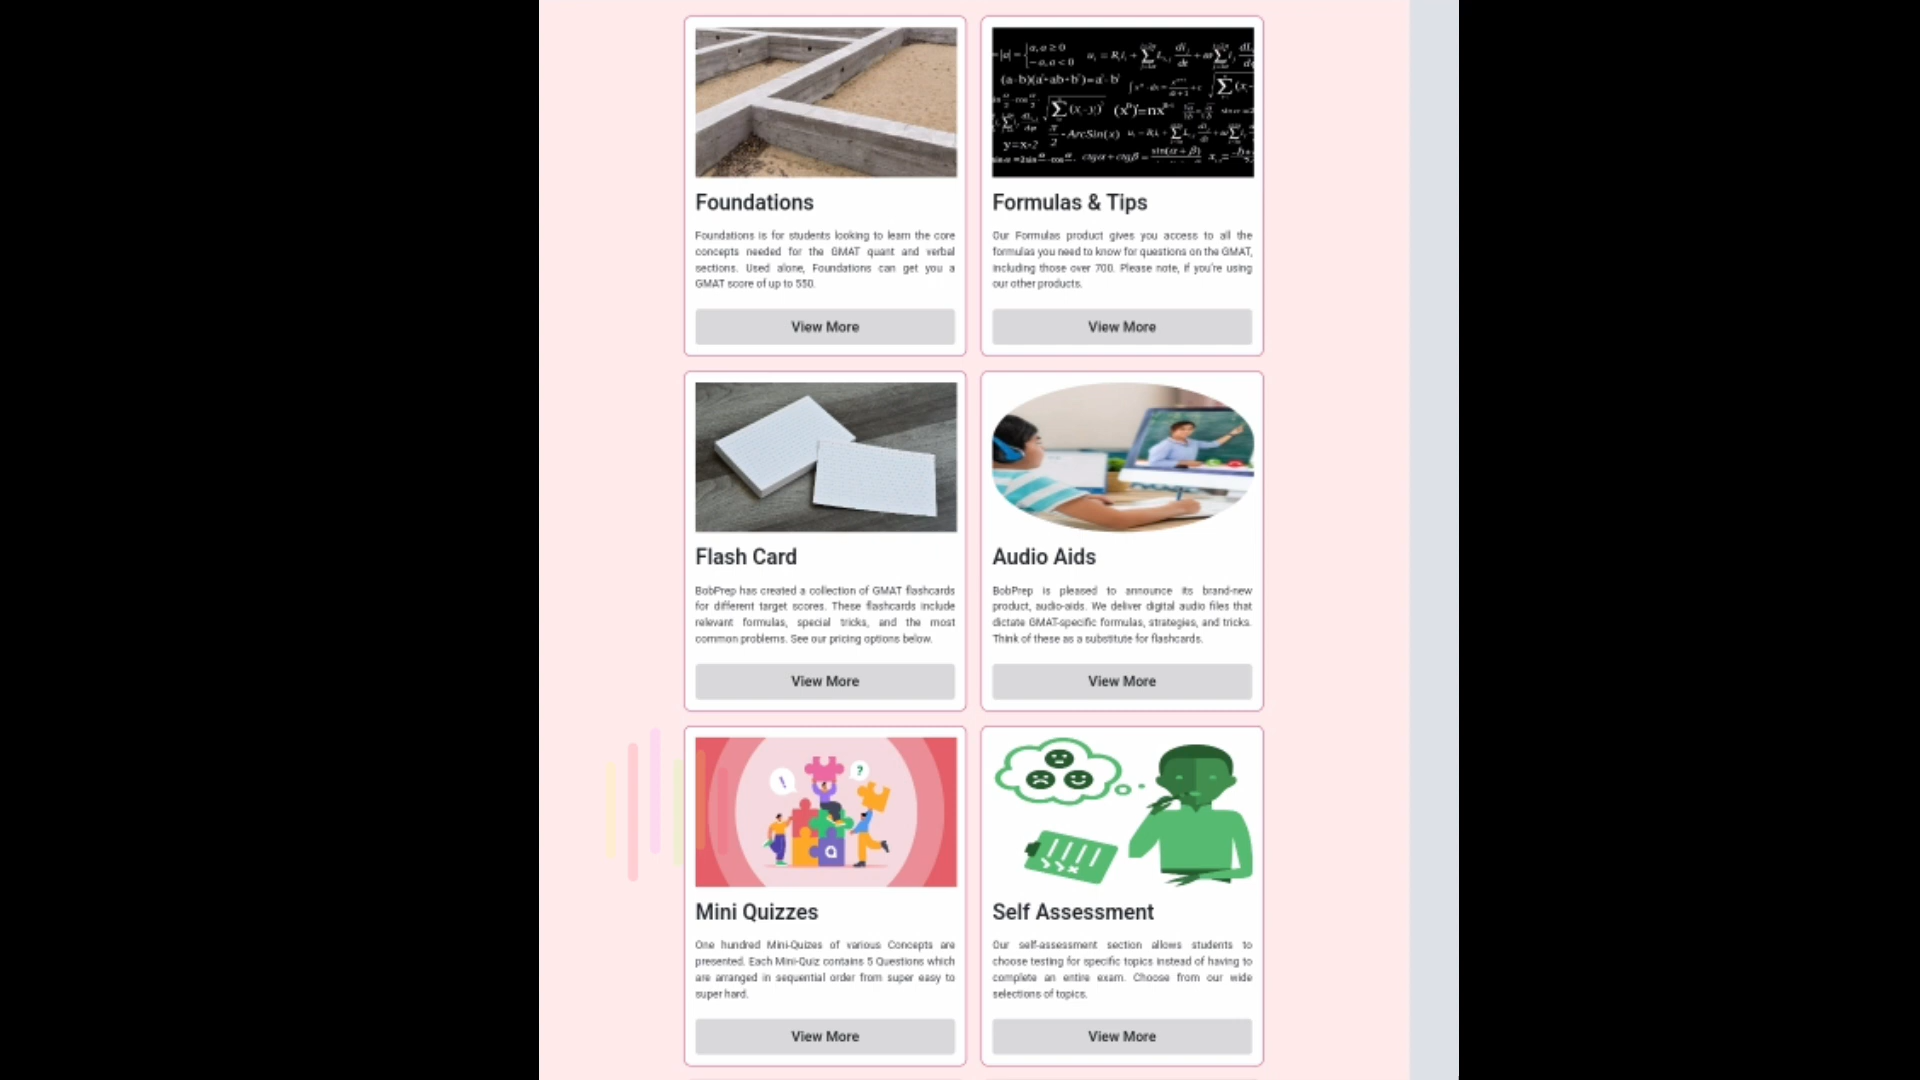 Foundations
Foundations is for students looking to learn the core
concepts needed for the GMAT quant and verbal
sections. Used alone, Foundations can get you a
GMAT score of up to 550.
View More
(a-b)(a²+ab+b²)=a³-b³
y=x-2
Formulas & Tips
Our Formulas product gives you access to all the
formulas you need to know for questions on the GMAT,
including those over 700. Please note, if you're using
our other products.
View More
Flash Card
BobPrep has created a collection of GMAT flashcards
for different target scores. These flashcards include
relevant formulas, special tricks, and the most
common problems. See our pricing options below.
View More
Audio Aids
BobPrep is pleased to announce its brand-new
product, audio-aids. We deliver digital audio files that
dictate GMAT-specific formulas, strategies, and tricks.
Think of these as a substitute for flashcards.
View More
! ?
Mini Quizzes
One hundred Mini-Quizes of various Concepts are
presented. Each Mini-Quiz contains 5 Questions which
are arranged in sequential order from super easy to
super hard.
View More
Self Assessment
Our self-assessment section allows students to
choose testing for specific topics instead of having to
complete an entire exam. Choose from our wide
selections of topics.
View More